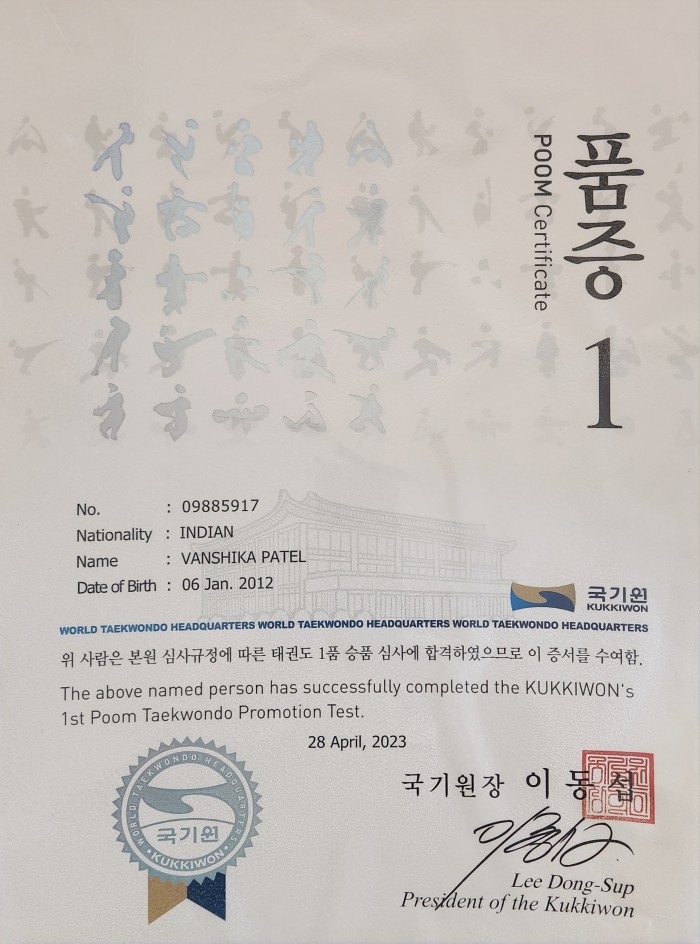 품증 1
POOM Certificate
No. : 09885917
Nationality : INDIAN
Name : VANSHIKA PATEL
Date of Birth : 06 Jan. 2012
국기원
KUKKIWON
WORLD TAEKWONDO HEADQUARTERS WORLD TAEKWONDO HEADQUARTERS WORLD TAEKWONDO HEADQUARTERS
위 사람은 본원 심사규정에 따른 태권도 1품 승품 심사에 합격하였으므로 이 증서를 수여함.
The above named person has successfully completed the KUKKIWON's
1st Poom Taekwondo Promotion Test.
28 April, 2023
WORLD TAEKWONDO HEADQUARTERS
국기원
KUKKIWON
국기원장 이동섭
Lee Dong-Sup
President of the Kukkiwon